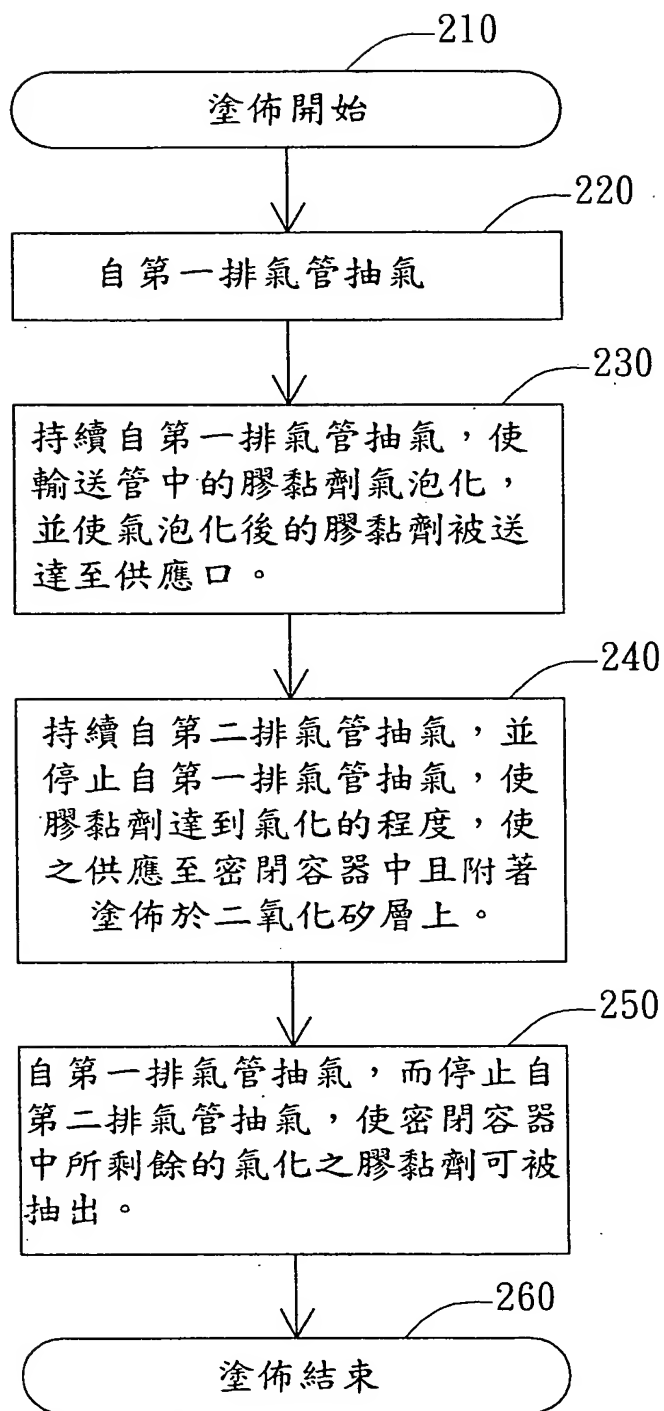 210
塗佈開始
220
自第一排氣管抽氣
230
持續自第一排氣管抽氣，使
輸送管中的膠黏劑氣泡化，
並使氣泡化後的膠黏劑被送
達至供應口。
240
持續自第二排氣管抽氣，並
停止自第一排氣管抽氣，使
膠黏劑達到氣化的程度，使
之供應至密閉容器中且附著
塗佈於二氧化矽層上。
250
自第一排氣管抽氣，而停止自
第二排氣管抽氣，使密閉容器
中所剩餘的氣化之膠黏劑可被
抽出。
260
塗佈結束